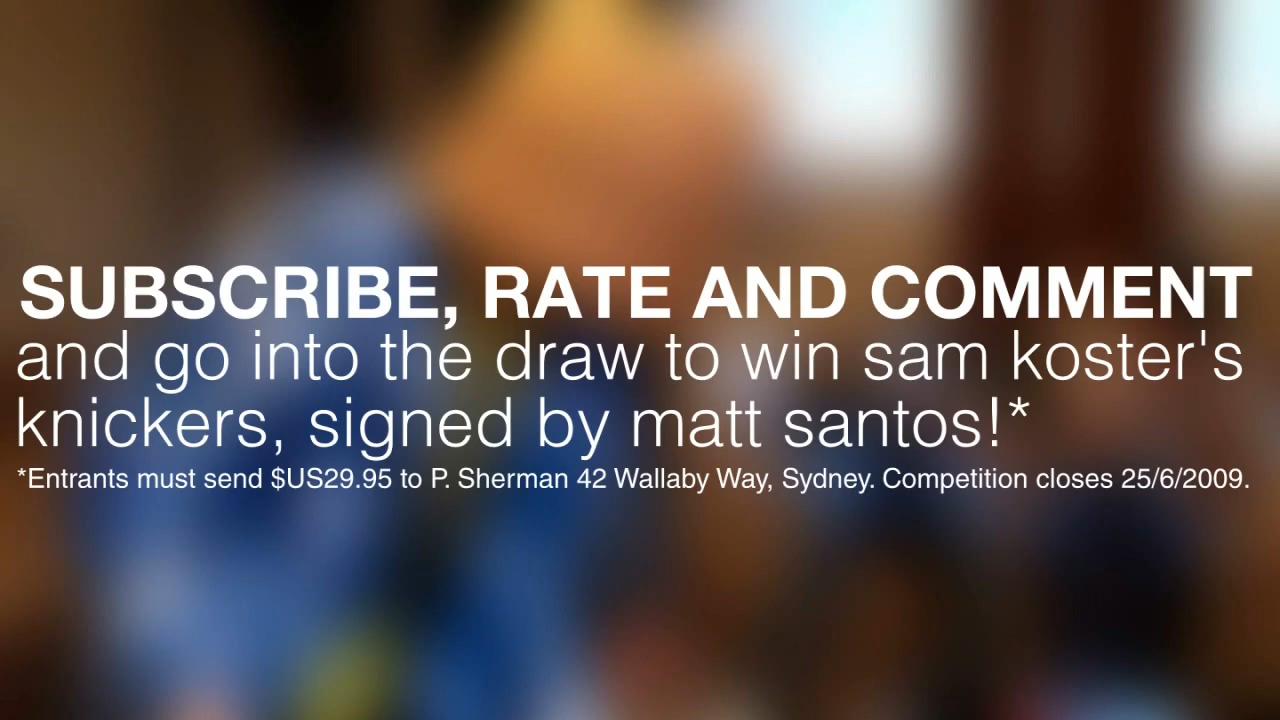 SUBSCRIBE, RATE AND COMMENT
and go into the draw to win sam koster's
knickers, signed by matt santos!*
*Entrants must send $US29.95 to P. Sherman 42 Wallaby Way, Sydney. Competition closes 25/6/2009.